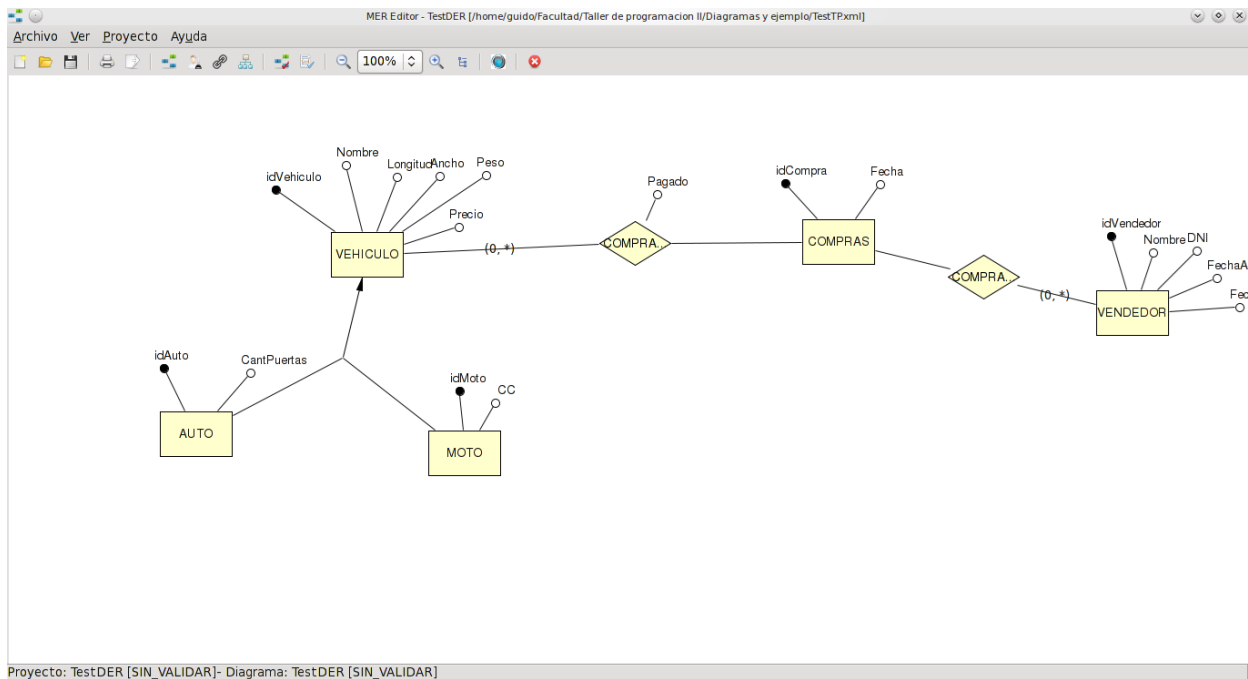 MER Editor - TestDER [/home/guido/Facultad/Taller de programacion II/Diagramas y ejemplo/TestTP.xml]
Archivo Ver Proyecto Ayuda
100%
Nombre
Longitud
Ancho
Peso
idVehiculo
Precio
VEHICULO
(0, *)
Pagado
COMPRA..
idCompra
Fecha
COMPRAS
COMPRA..
(0, *)
idVendedor
Nombre
DNI
FechaA
Fec
VENDEDOR
idAuto
CantPuertas
AUTO
idMoto
CC
MOTO
Proyecto: TestDER [SIN_VALIDAR]- Diagrama: TestDER [SIN_VALIDAR]